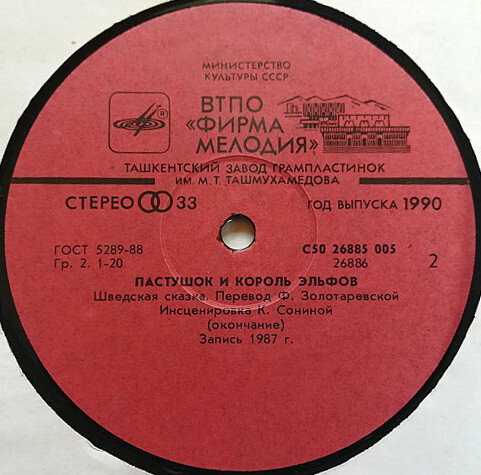 МИНИСТЕРСТВО
КУЛЬТУРЫ СССР
ВТПО
«ФИРМА
МЕЛОДИЯ»
ТАШКЕНТСКИЙ ЗАВОД ГРАМПЛАСТИНОК
ИМ. М. Т. ТАШМУХАМЕДОВА
СТЕРЕО 33
ГОД ВЫПУСКА 1990
ГОСТ 5289-88
Гр. 2. 1-20
С50 26885 005
26886
2
ПАСТУШОК И КОРОЛЬ ЭЛЬФОВ
Шведская сказка. Перевод Ф. Золотаревской
Инсценировка К. Сониной
(окончание)
Запись 1987 г.